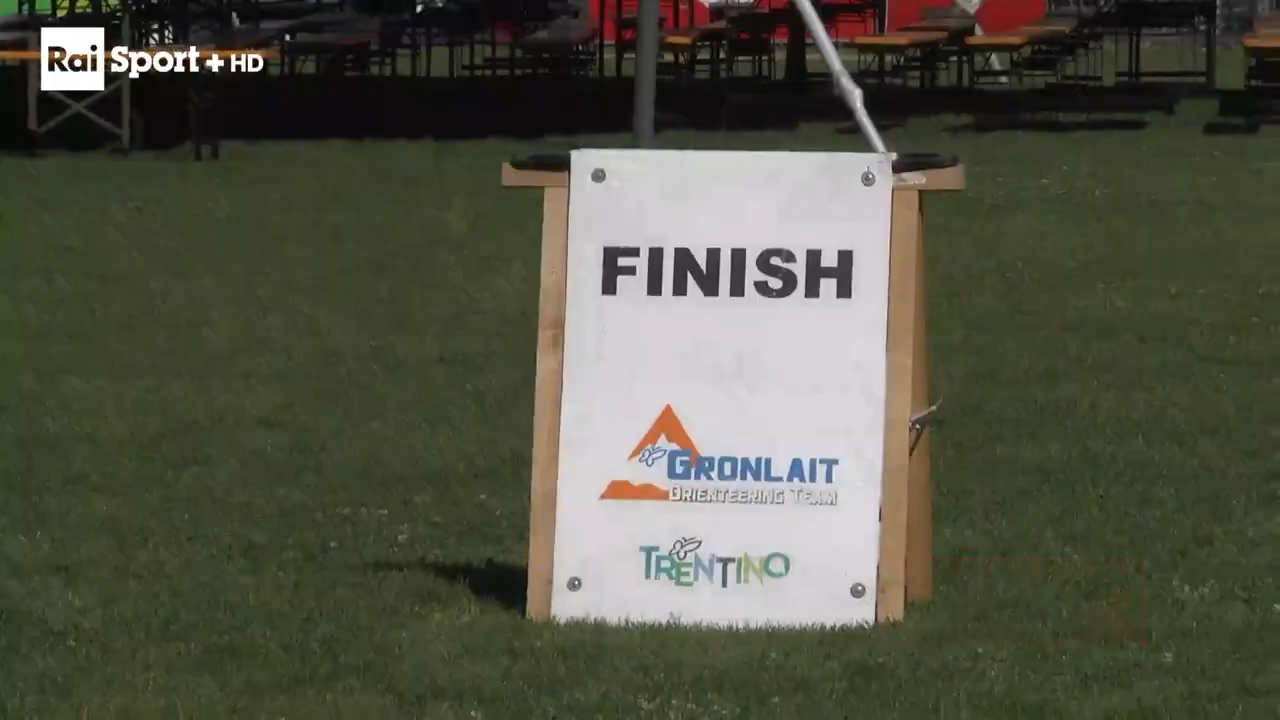 Rai Sport + HD
FINISH
GRONLAIT
ORIENTEERING TEAM
TRENTINO